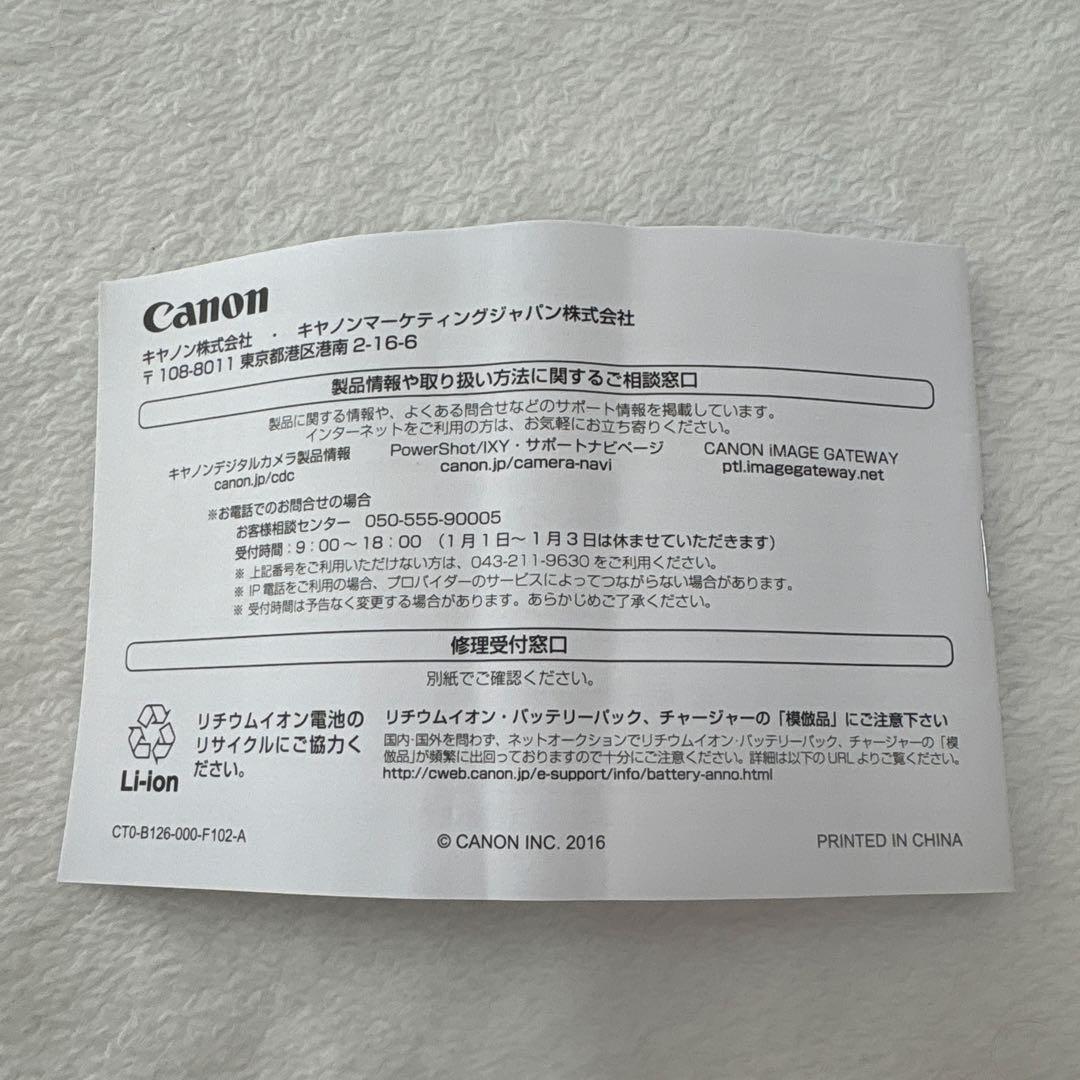 Canon
キヤノン株式会社 ・ キヤノンマーケティングジャパン株式会社
〒108-8011 東京都港区港南 2-16-6
製品情報や取り扱い方法に関するご相談窓口
製品に関する情報や、よくある問合せなどのサポート情報を掲載しています。
インターネットをご利用の方は、お気軽にお立ち寄りください。
キヤノンデジタルカメラ製品情報
canon.jp/cdc
PowerShot/IXY・サポートナビページ
canon.jp/camera-navi
CANON iMAGE GATEWAY
ptl.imagegateway.net
※お電話でのお問合せの場合
お客様相談センター 050-555-90005
受付時間：9：00～18：00 （1月1日～1月3日は休ませていただきます）
※ 上記番号をご利用いただけない方は、043-211-9630 をご利用ください。
※ IP電話をご利用の場合、プロバイダーのサービスによってつながらない場合があります。
※ 受付時間は予告なく変更する場合があります。あらかじめご了承ください。
修理受付窓口
別紙でご確認ください。
Li-ion
リチウムイオン電池の
リサイクルにご協力く
ださい。
リチウムイオン・バッテリーパック、チャージャーの「模倣品」にご注意下さい
国内・国外を問わず、ネットオークションでリチウムイオン・バッテリーパック、チャージャーの「模
倣品」が頻繁に出回っておりますので十分にご注意ください。詳細は以下のURLよりご覧ください。
http://cweb.canon.jp/e-support/info/battery-anno.html
CT0-B126-000-F102-A
© CANON INC. 2016
PRINTED IN CHINA